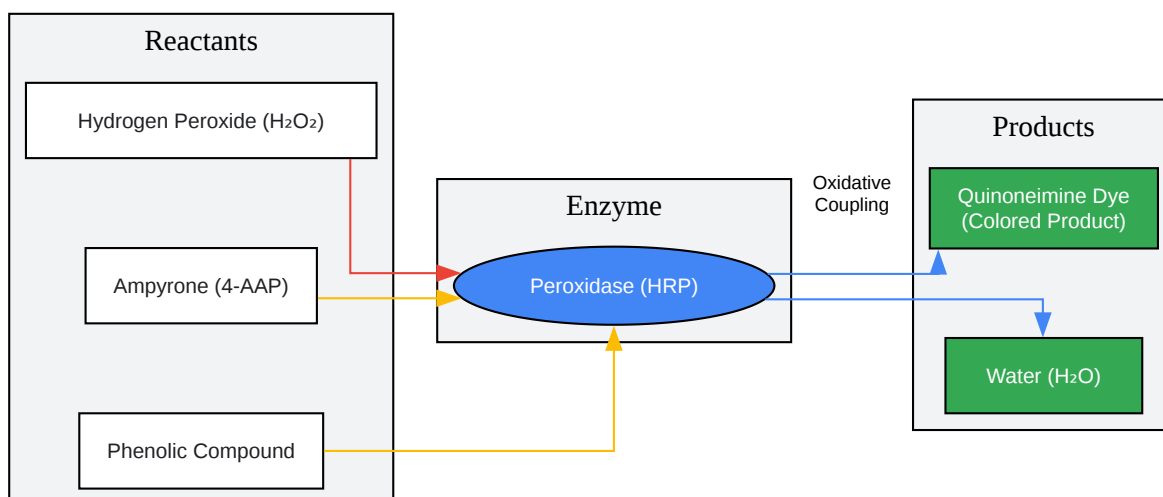 Reactants
Hydrogen Peroxide (H₂O₂)
Ampyrone (4-AAP)
Phenolic Compound
Enzyme
Peroxidase (HRP)
Oxidative
Coupling
Products
Quinoneimine Dye
(Colored Product)
Water (H₂O)